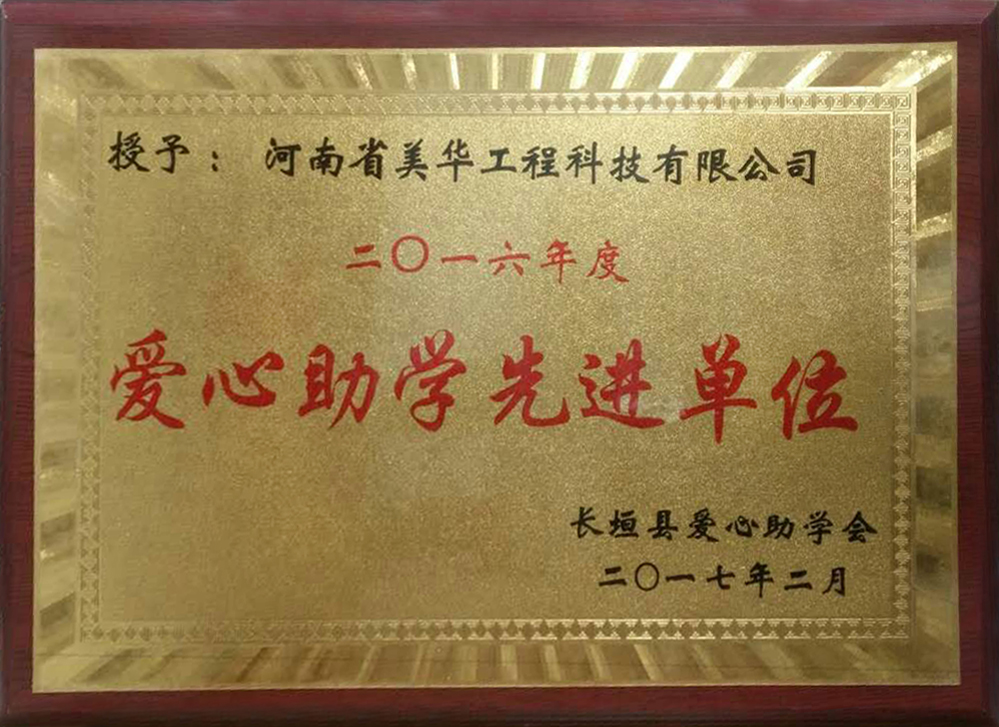 授予：河南省美华工程科技有限公司
二〇一六年度
爱心助学先进单位
长垣县爱心助学会
二〇一七年二月